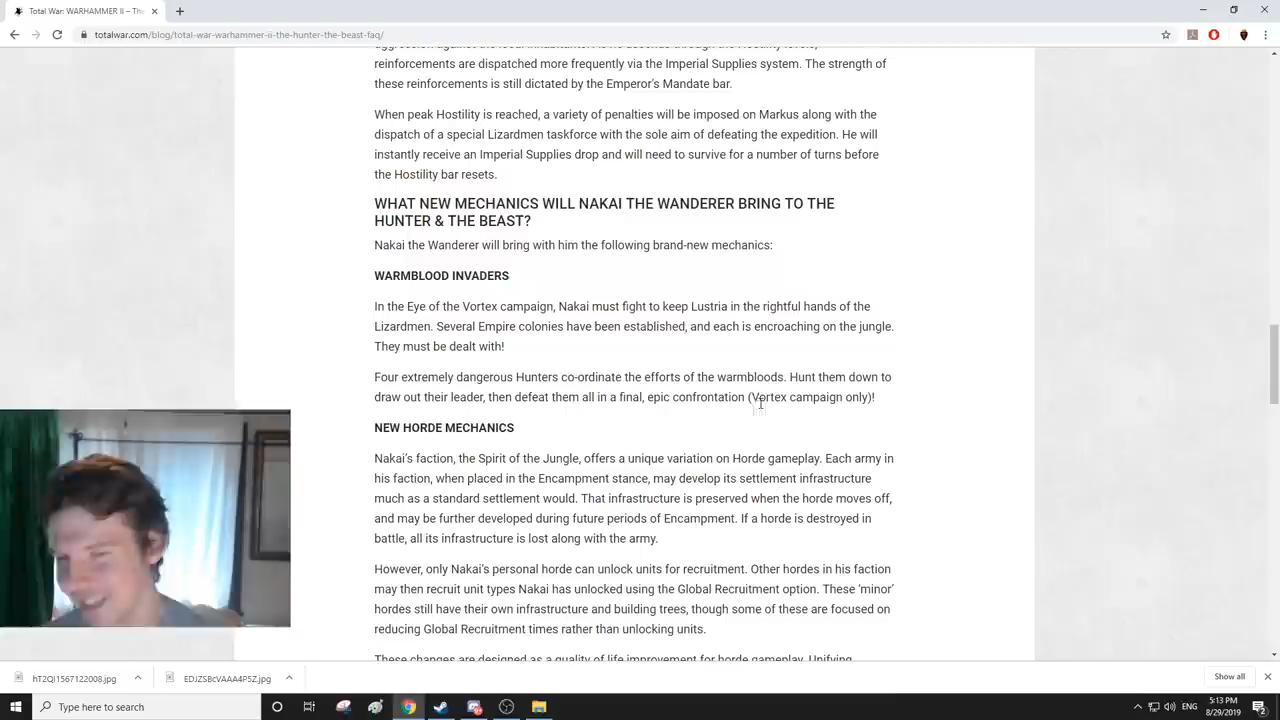 Total War: WARHAMMER II – The
totalwar.com/blog/total-war-warhammer-ii-the-hunter-the-beast-faq/
reinforcements are dispatched more frequently via the Imperial Supplies system. The strength of
these reinforcements is still dictated by the Emperor's Mandate bar.
When peak Hostility is reached, a variety of penalties will be imposed on Markus along with the
dispatch of a special Lizardmen taskforce with the sole aim of defeating the expedition. He will
instantly receive an Imperial Supplies drop and will need to survive for a number of turns before
the Hostility bar resets.
WHAT NEW MECHANICS WILL NAKAI THE WANDERER BRING TO THE
HUNTER & THE BEAST?
Nakai the Wanderer will bring with him the following brand-new mechanics:
WARMBLOOD INVADERS
In the Eye of the Vortex campaign, Nakai must fight to keep Lustria in the rightful hands of the
Lizardmen. Several Empire colonies have been established, and each is encroaching on the jungle.
They must be dealt with!
Four extremely dangerous Hunters co-ordinate the efforts of the warmbloods. Hunt them down to
draw out their leader, then defeat them all in a final, epic confrontation (Vortex campaign only)!
NEW HORDE MECHANICS
Nakai's faction, the Spirit of the Jungle, offers a unique variation on Horde gameplay. Each army in
his faction, when placed in the Encampment stance, may develop its settlement infrastructure
much as a standard settlement would. That infrastructure is preserved when the horde moves off,
and may be further developed during future periods of Encampment. If a horde is destroyed in
battle, all its infrastructure is lost along with the army.
However, only Nakai's personal horde can unlock units for recruitment. Other hordes in his faction
may then recruit unit types Nakai has unlocked using the Global Recruitment option. These 'minor'
hordes still have their own infrastructure and building trees, though some of these are focused on
reducing Global Recruitment times rather than unlocking units.
These changes are designed as a quality of life improvement for horde gameplay. Unifying
hT2QI1567122008.jpg
EDJZSBcVAAA4P5Z.jpg
Show all
Type here to search
ENG
5:13 PM
8/29/2019
2